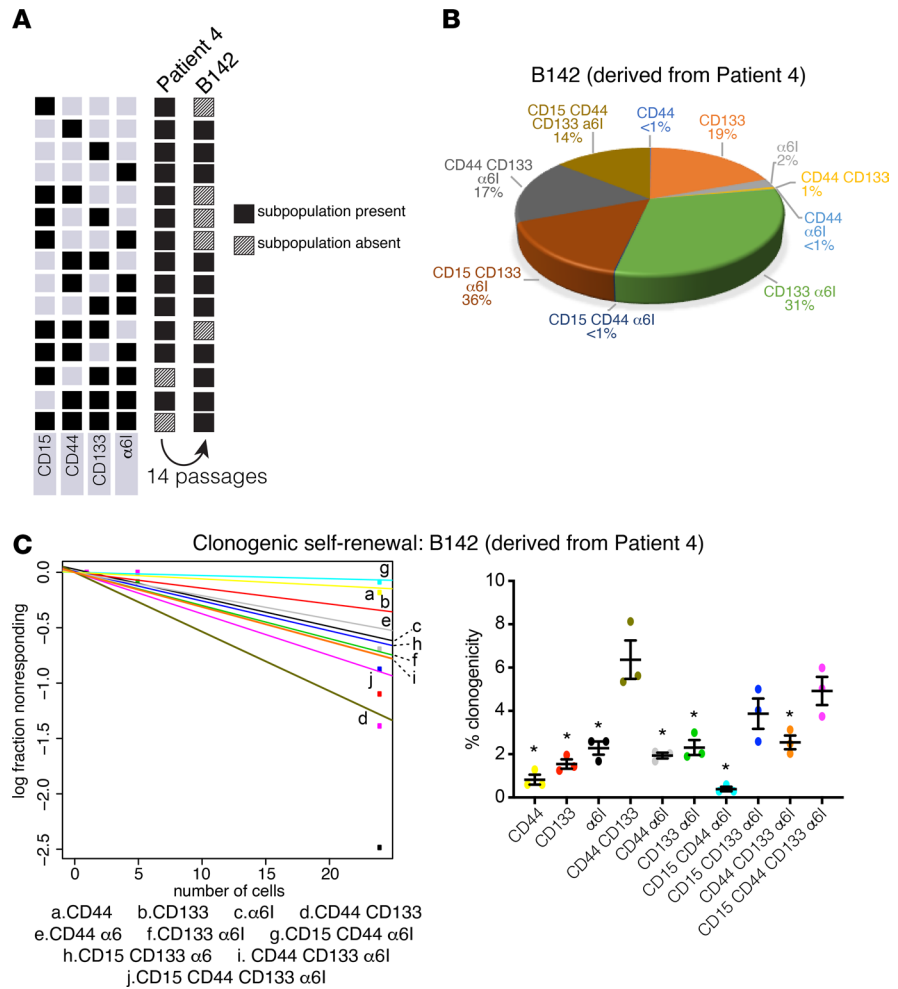 A
Patient 4
B142
subpopulation present
subpopulation absent
CD15
CD44
CD133
α6I
14 passages
B
B142 (derived from Patient 4)
CD15 CD44
CD133 a6I
14%
CD44
<1%
CD133
19%
α6I
2%
CD44 CD133
1%
CD44
α6I
<1%
CD44 CD133
α6I
17%
CD15 CD133
α6I
36%
CD15 CD44 α6I
<1%
CD133 α6I
31%
C
Clonogenic self-renewal: B142 (derived from Patient 4)
log fraction nonresponding
0.0
-0.5
-1.0
-1.5
-2.0
-2.5
0
5
10
15
20
number of cells
g
a
b
e
c
h
f
i
j
d
a.CD44 b.CD133 c.α6I d.CD44 CD133
e.CD44 α6 f.CD133 α6I g.CD15 CD44 α6I
h.CD15 CD133 α6 i. CD44 CD133 α6I
j.CD15 CD44 CD133 α6I
% clonogenicity
10
8
6
4
2
0
* * * * * * *
CD44
CD133
α6I
CD44 CD133
CD44 α6I
CD133 α6I
CD15 CD44 α6I
CD15 CD133 α6I
CD44 CD133 α6I
CD15 CD44 CD133 α6I